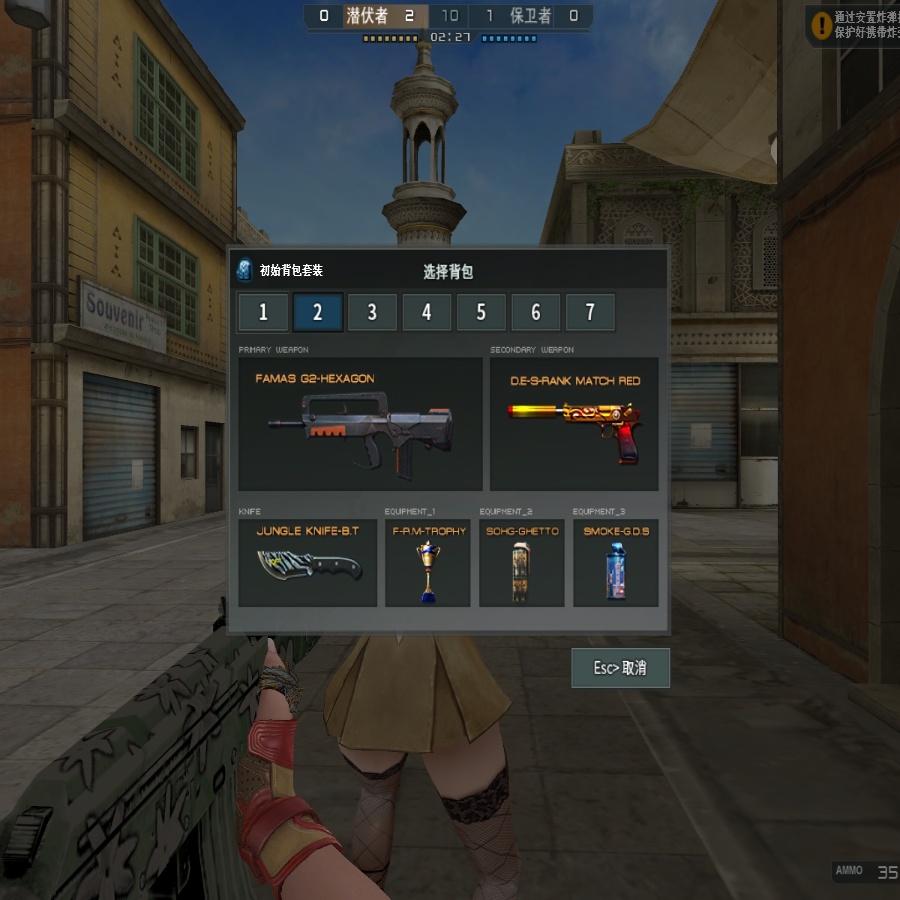 0 潜伏者 2 10 1 保卫者 0
02:27
通过安置炸弹
保护好携带炸
Souvenir
初始背包套装 选择背包
1 2 3 4 5 6 7
PRIMARY WEAPON SECONDARY WEAPON
FAMAS G2-HEXAGON D.E-S-RANK MATCH RED
KNIFE EQUIPMENT_1 EQUIPMENT_2 EQUIPMENT_3
JUNGLE KNIFE-B.T F-R.M-TROPHY SCHG-GHETTO SMOKE-G.D.S
Esc>取消
AMMO 35